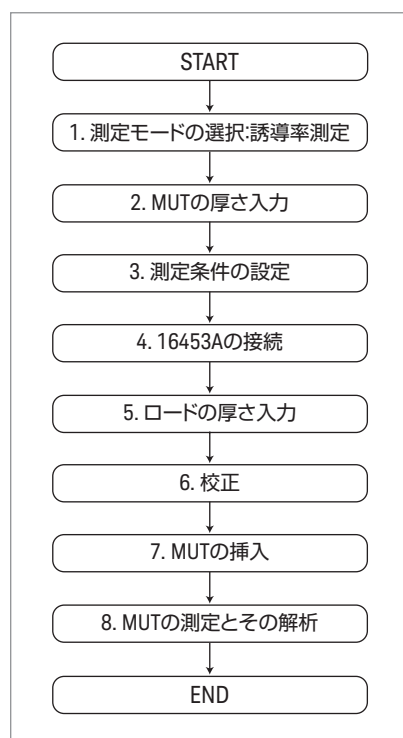 START
1. 測定モードの選択:誘導率測定
2. MUTの厚さ入力
3. 測定条件の設定
4. 16453Aの接続
5. ロードの厚さ入力
6. 校正
7. MUTの挿入
8. MUTの測定とその解析
END